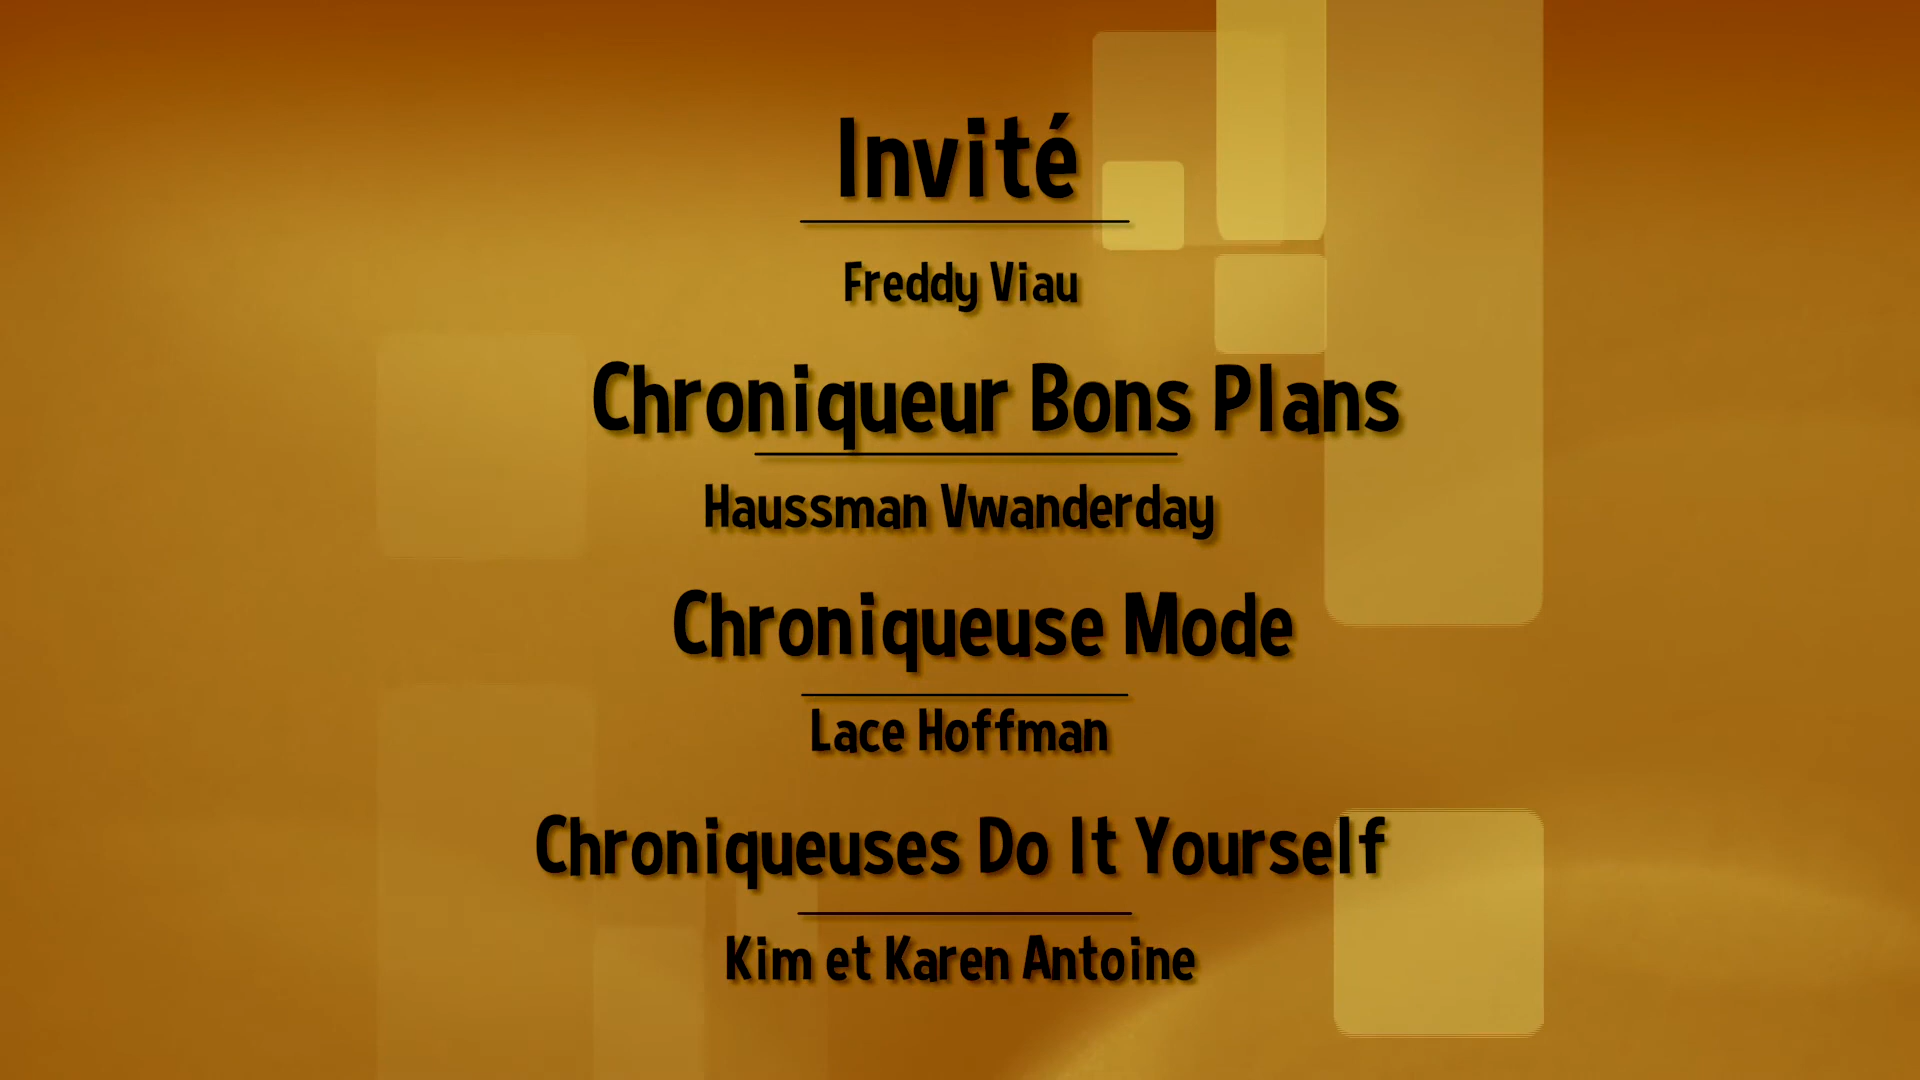 Invité
Freddy Viau
Chroniqueur Bons Plans
Haussman Vwanderday
Chroniqueuse Mode
Lace Hoffman
Chroniqueuses Do It Yourself
Kim et Karen Antoine